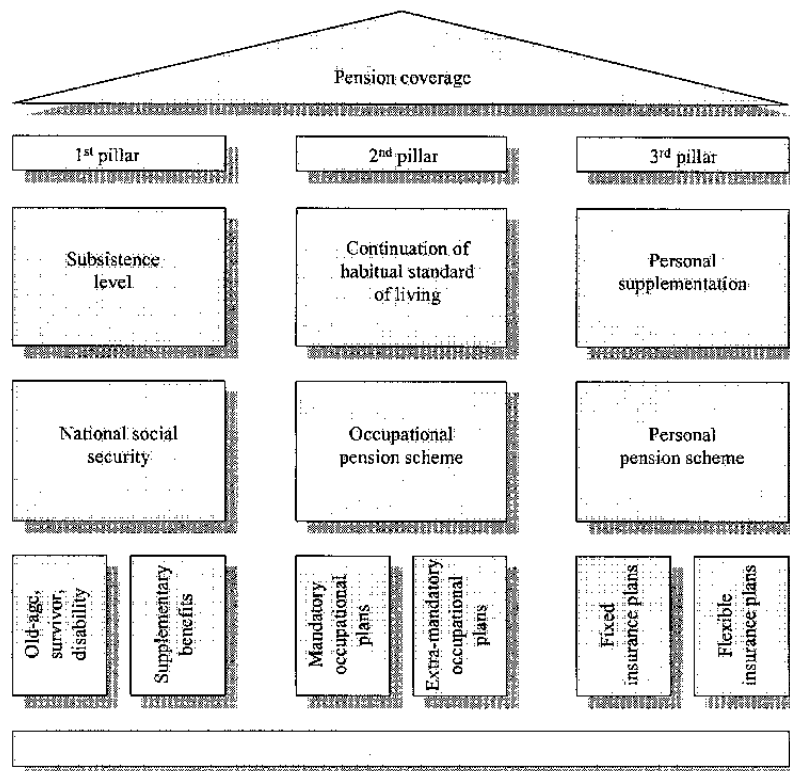 Pension coverage
1st pillar
2nd pillar
3rd pillar
Subsistence
level
Continuation of
habitual standard
of living
Personal
supplementation
National social
security
Occupational
pension scheme
Personal
pension scheme
Old-age,
survivor,
disability
Supplementary
benefits
Mandatory
occupational
plans
Extra-mandatory
occupational
plans
Fixed
insurance plans
Flexible
insurance plans